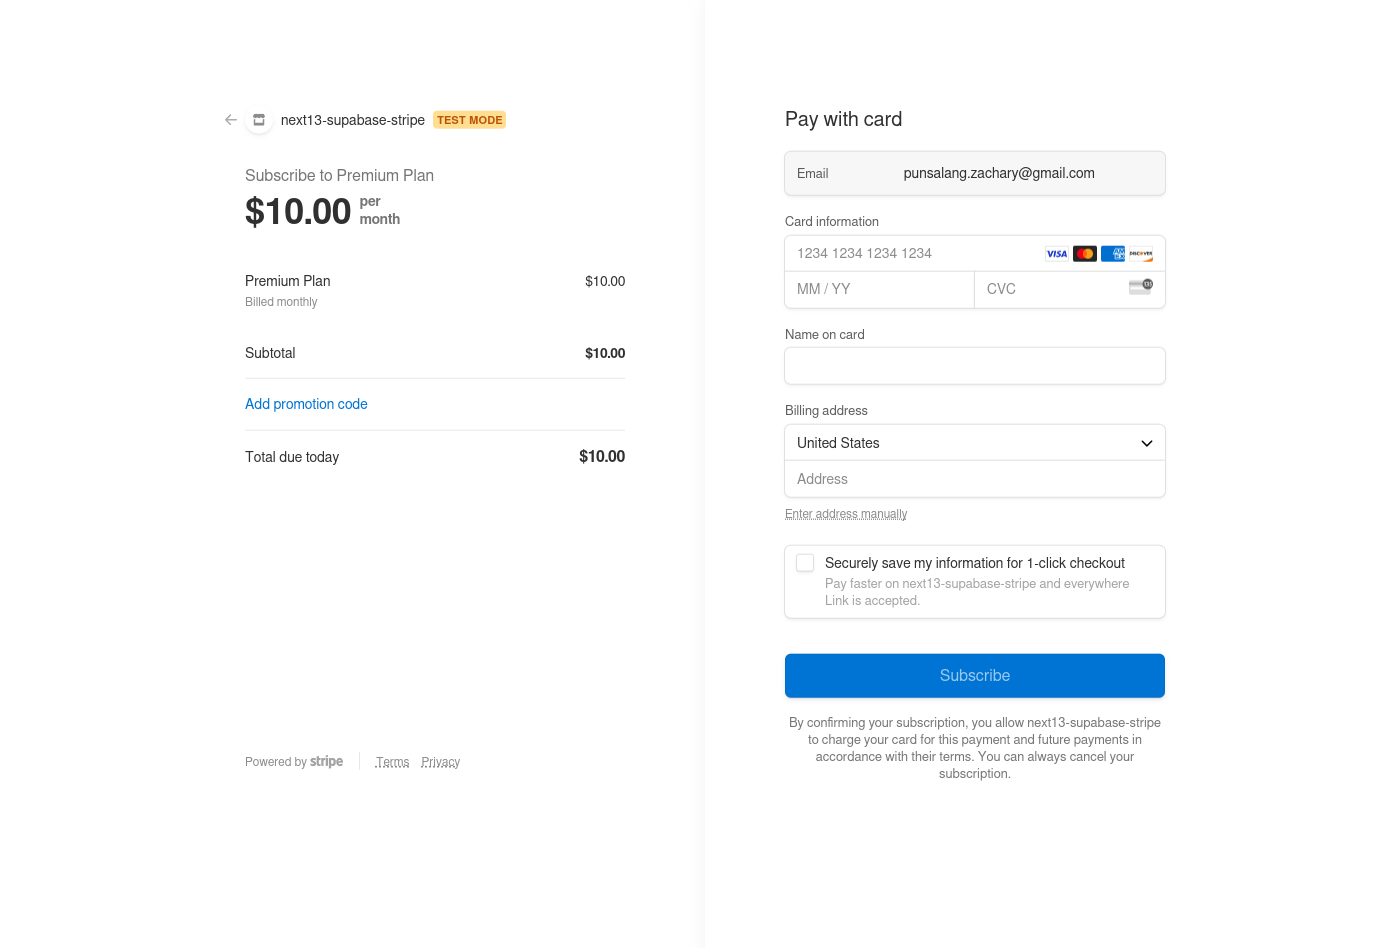 next13-supabase-stripe TEST MODE
Subscribe to Premium Plan
$10.00 per
month
Premium Plan $10.00
Billed monthly
Subtotal $10.00
Add promotion code
Total due today $10.00
Powered by stripe Terms Privacy
Pay with card
Email punsalang.zachary@gmail.com
Card information
1234 1234 1234 1234 VISA AMEX DISCOVER
MM / YY CVC 135
Name on card
Billing address
United States
Address
Enter address manually
Securely save my information for 1-click checkout
Pay faster on next13-supabase-stripe and everywhere
Link is accepted.
Subscribe
By confirming your subscription, you allow next13-supabase-stripe
to charge your card for this payment and future payments in
accordance with their terms. You can always cancel your
subscription.